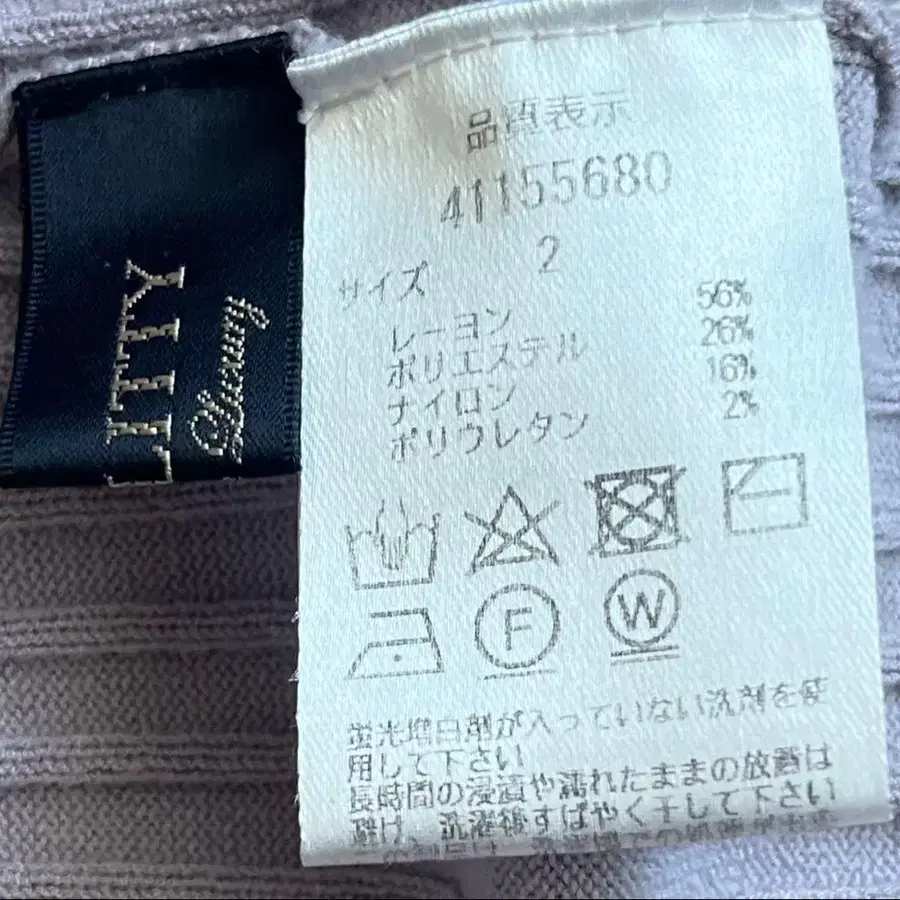 LITTY
Luxury
品質表示
41155680
サイズ 2
レーヨン 56%
ポリエステル 26%
ナイロン 16%
ポリウレタン 2%
F
W
蛍光増白剤が入っていない洗剤を使
用して下さい
長時間の浸漬や濡れたままの放置は
避け、洗濯後すばやく干して下さい